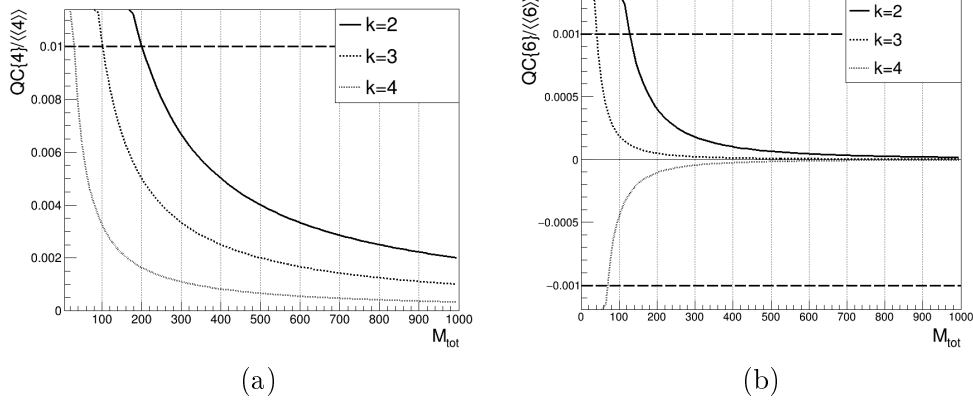 QC{4}/⟨⟨4⟩⟩
k=2
k=3
k=4
0.01
0.008
0.006
0.004
0.002
0
100 200 300 400 500 600 700 800 900 1000
M_tot
(a)
QC{6}/⟨⟨6⟩⟩
k=2
k=3
k=4
0.001
0.0005
0
−0.0005
−0.001
0 100 200 300 400 500 600 700 800 900 1000
M_tot
(b)